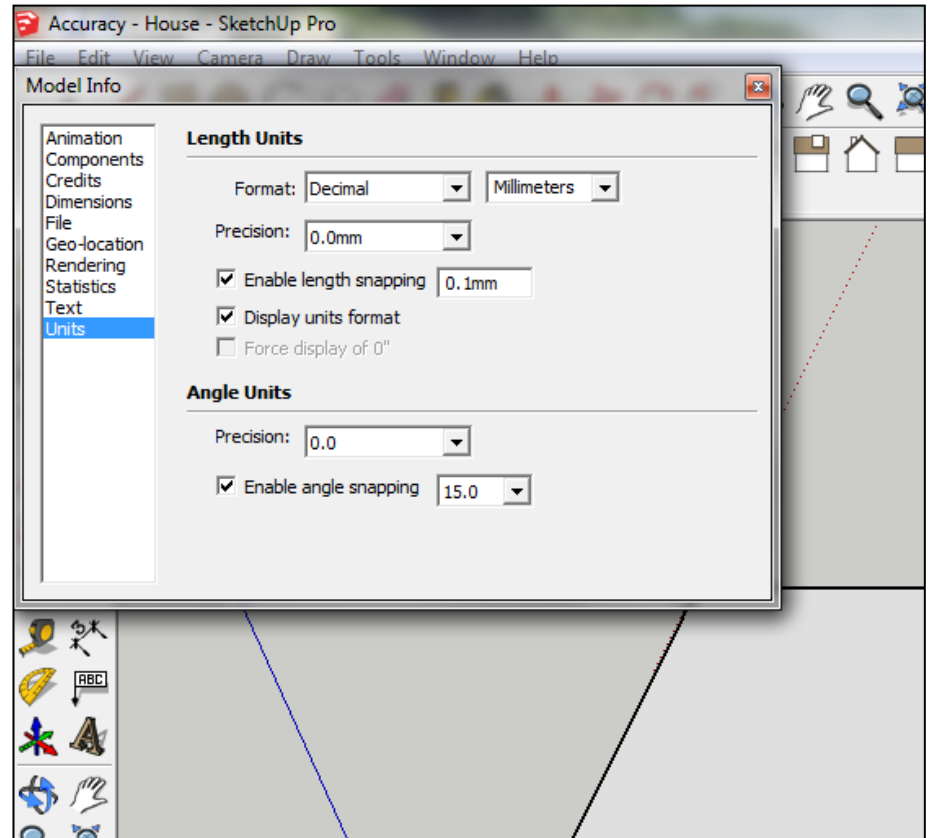 Accuracy - House - SketchUp Pro
File Edit View Camera Draw Tools Window Help
Model Info
Animation
Components
Credits
Dimensions
File
Geo-location
Rendering
Statistics
Text
Units
Length Units
Format: Decimal Millimeters
Precision: 0.0mm
Enable length snapping 0.1mm
Display units format
Force display of 0"
Angle Units
Precision: 0.0
Enable angle snapping 15.0
ABC